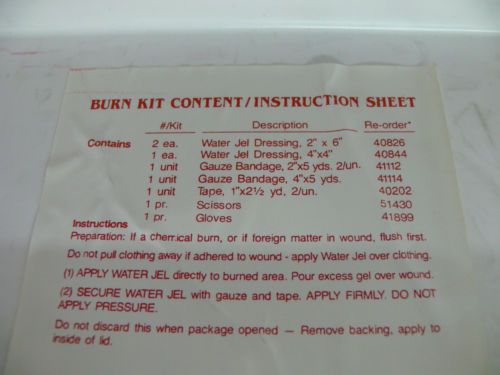 BURN KIT CONTENT/INSTRUCTION SHEET
#/Kit Description Re-order*
Contains 2 ea. Water Jel Dressing, 2" x 6" 40826
1 ea. Water Jel Dressing, 4"x4" 40844
1 unit Gauze Bandage, 2"x5 yds. 2/un. 41112
1 unit Gauze Bandage, 4"x5 yds. 41114
1 unit Tape, 1"x2½ yd, 2/un. 40202
1 pr. Scissors 51430
1 pr. Gloves 41899
Instructions
Preparation: If a chemical burn, or if foreign matter in wound, flush first.
Do not pull clothing away if adhered to wound - apply Water Jel over clothing.
(1) APPLY WATER JEL directly to burned area. Pour excess gel over wound.
(2) SECURE WATER JEL with gauze and tape. APPLY FIRMLY. DO NOT
APPLY PRESSURE.
Do not discard this when package opened — Remove backing, apply to
inside of lid.